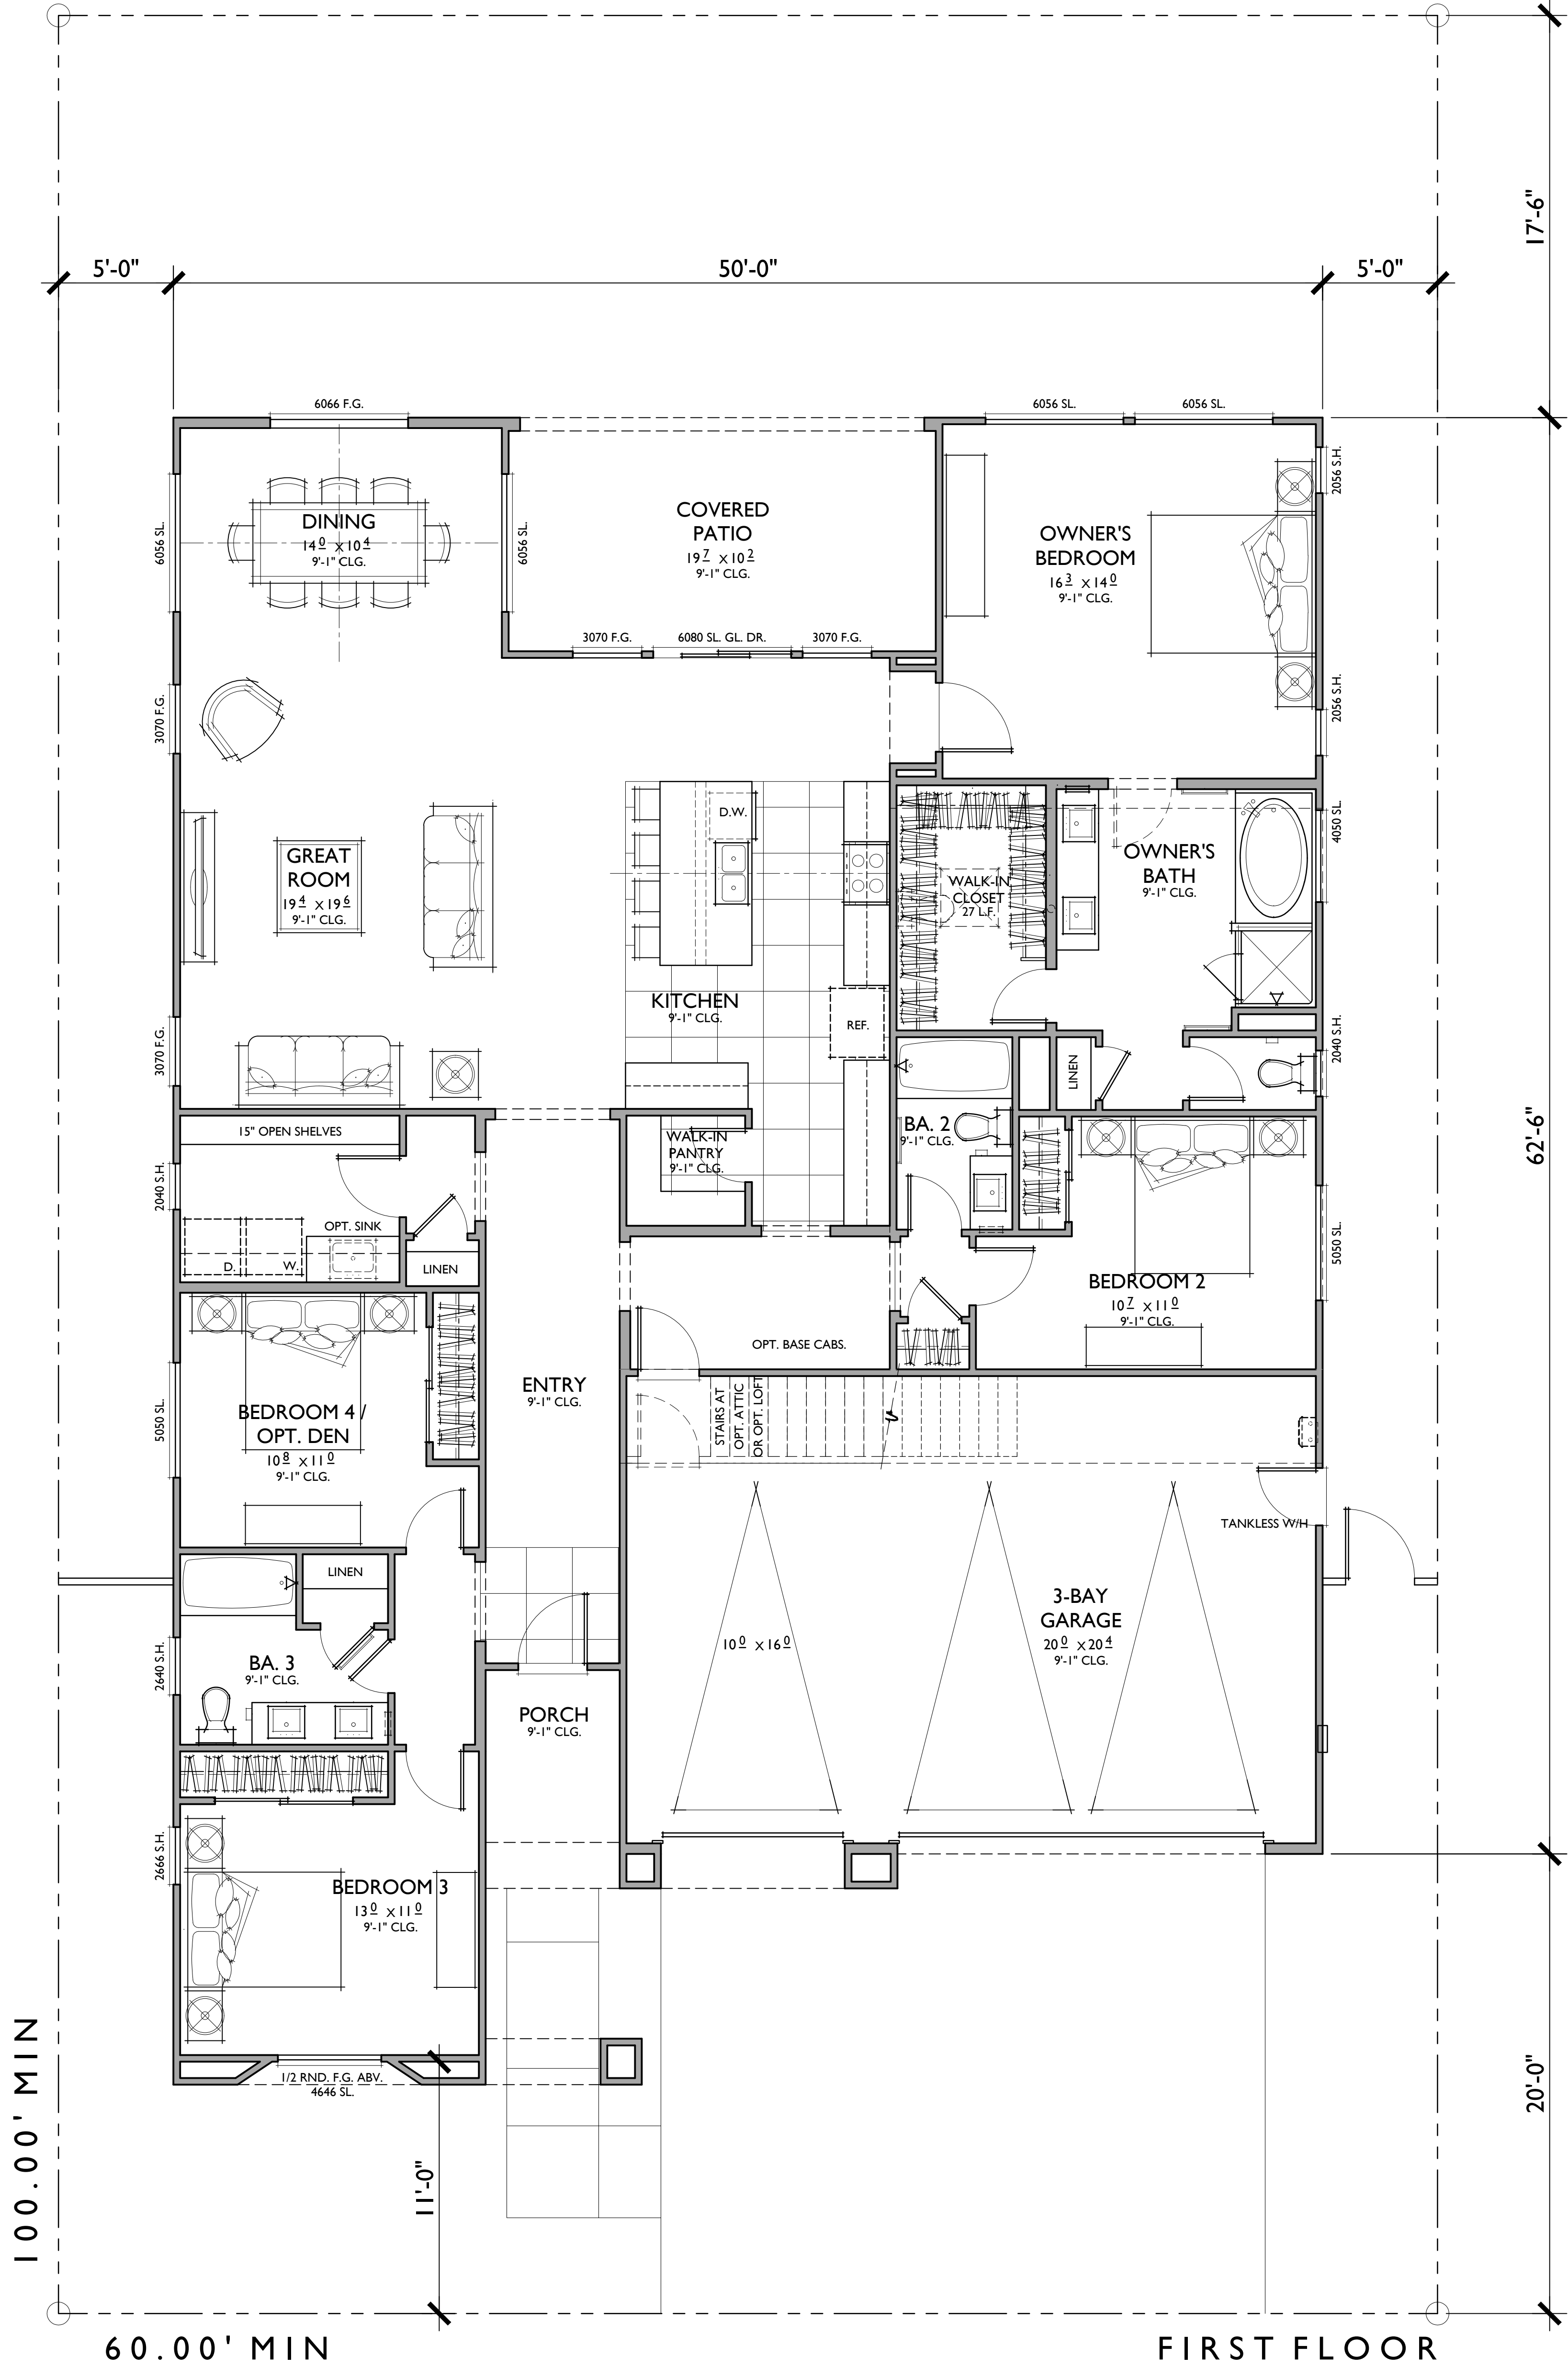 17'-6"
5'-0"
50'-0"
5'-0"
6066 F.G.
6056 SL.
6056 SL.
2056 S.H.
COVERED
PATIO
19 7 X 10 2
9'-1" CLG.
DINING
14 0 X 10 4
9'-1" CLG.
6056 SL.
6056 SL.
OWNER'S
BEDROOM
16 3 X 14 0
9'-1" CLG.
3070 F.G.
6080 SL. GL. DR.
3070 F.G.
3070 F.G.
2056 S.H.
D.W.
4050 SL.
GREAT
ROOM
19 4 X 19 6
9'-1" CLG.
OWNER'S
BATH
9'-1" CLG.
WALK-IN
CLOSET
27 L.F.
KITCHEN
9'-1" CLG.
REF.
3070 F.G.
LINEN
2040 S.H.
15" OPEN SHELVES
WALK-IN
PANTRY
9'-1" CLG.
BA. 2
9'-1" CLG.
62'-6"
2040 S.H.
OPT. SINK
D.
W.
LINEN
5050 SL.
BEDROOM 2
10 7 X 11 0
9'-1" CLG.
OPT. BASE CABS.
ENTRY
9'-1" CLG.
STAIRS AT
OPT. ATTIC
OR OPT. LOFT
5050 SL.
BEDROOM 4 /
OPT. DEN
10 8 X 11 0
9'-1" CLG.
TANKLESS W/H
LINEN
3-BAY
GARAGE
20 0 X 20 4
9'-1" CLG.
10 0 X 16 0
2640 S.H.
BA. 3
9'-1" CLG.
PORCH
9'-1" CLG.
2666 S.H.
BEDROOM 3
13 0 X 11 0
9'-1" CLG.
1/2 RND. F.G. ABV.
4646 SL.
20'-0"
11'-0"
100.00' MIN
60.00' MIN
FIRST FLOOR